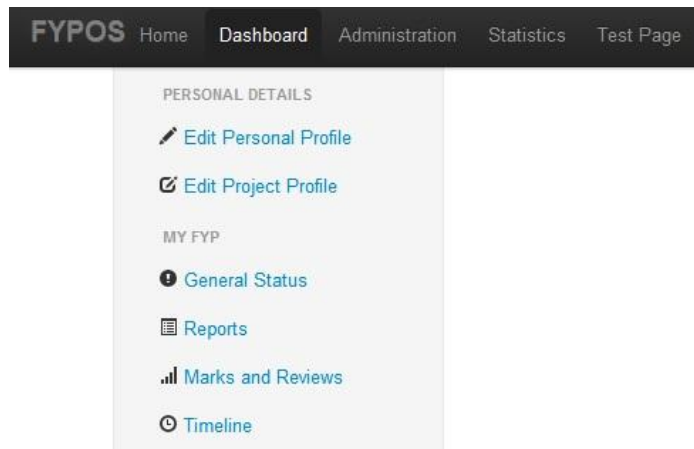 FYPOS Home Dashboard Administration Statistics Test Page
PERSONAL DETAILS
Edit Personal Profile
Edit Project Profile
MY FYP
General Status
Reports
Marks and Reviews
Timeline